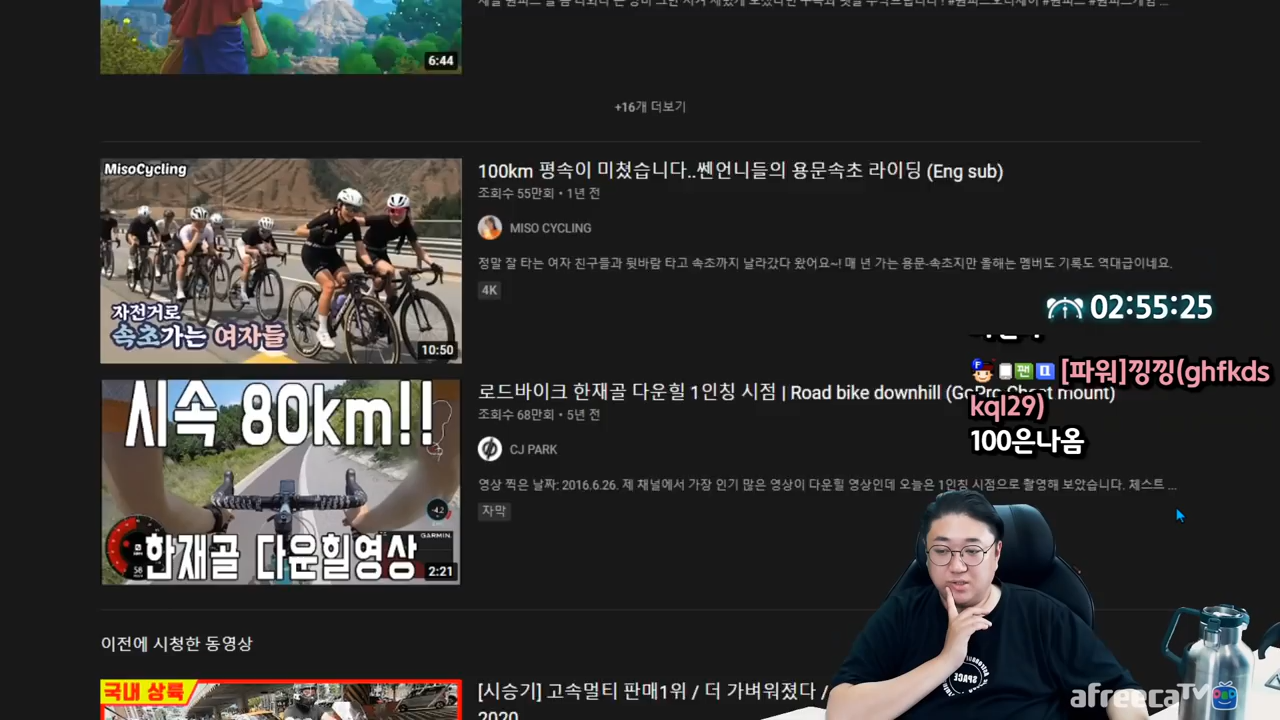 6:44
+16개 더보기
MisoCycling
자전거로
속초가는 여자들
10:50
100km 평속이 미쳤습니다..쎈언니들의 용문속초 라이딩 (Eng sub)
조회수 55만회 • 1년 전
MISO CYCLING
정말 잘 타는 여자 친구들과 뒷바람 타고 속초까지 날라갔다 왔어요~! 매 년 가는 용문-속초지만 올해는 멤버도 기록도 역대급이네요.
4K
02:55:25
[파워]낑낑(ghfkds
kql29)
100은나옴
시속 80km!!
-4.2
GARMIN
한재골 다운힐영상
2:21
로드바이크 한재골 다운힐 1인칭 시점 | Road bike downhill (GoPro Chest mount)
조회수 68만회 • 5년 전
CJ PARK
영상 찍은 날짜: 2016.6.26. 제 채널에서 가장 인기 많은 영상이 다운힐 영상인데 오늘은 1인칭 시점으로 촬영해 보았습니다. 체스트 ...
자막
이전에 시청한 동영상
국내 상륙
[시승기] 고속멀티 판매1위 / 더 가벼워졌다 /
2020
SPACE
afreecaTV